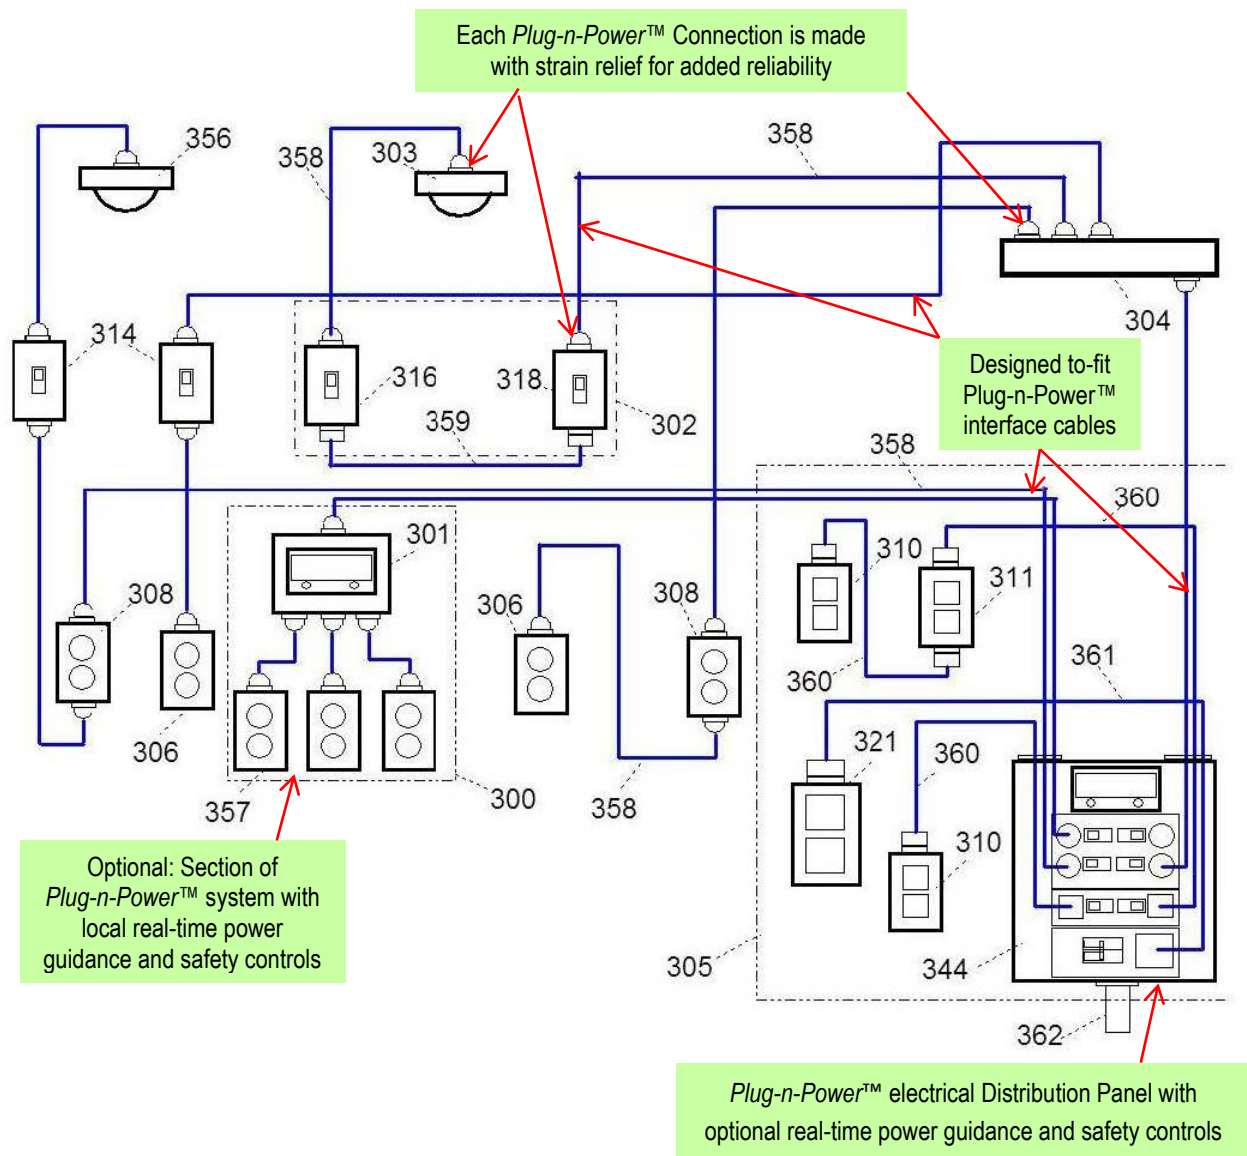 Each Plug-n-Power™ Connection is made
with strain relief for added reliability
356
358
303
358
304
314
316
318
302
359
Designed to-fit
Plug-n-Power™
interface cables
358
360
301
310
311
308
306
308
360
361
306
321
360
357
300
358
310
Optional: Section of
Plug-n-Power™ system with
local real-time power
guidance and safety controls
305
344
362
Plug-n-Power™ electrical Distribution Panel with
optional real-time power guidance and safety controls